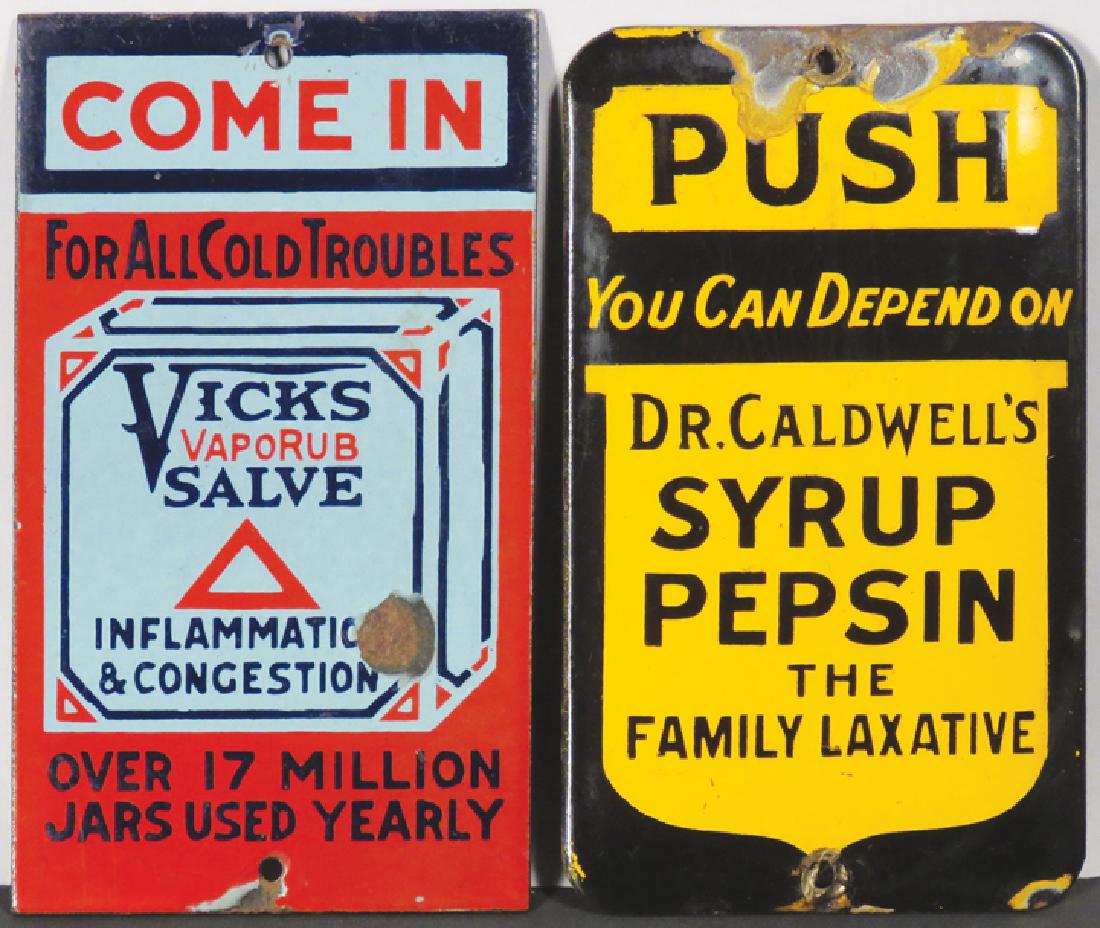 COME IN
FOR ALL COLD TROUBLES
VICKS
VAPORUB
SALVE
INFLAMMATIO
& CONGESTION
OVER 17 MILLION
JARS USED YEARLY
PUSH
YOU CAN DEPEND ON
DR. CALDWELL'S
SYRUP
PEPSIN
THE
FAMILY LAXATIVE